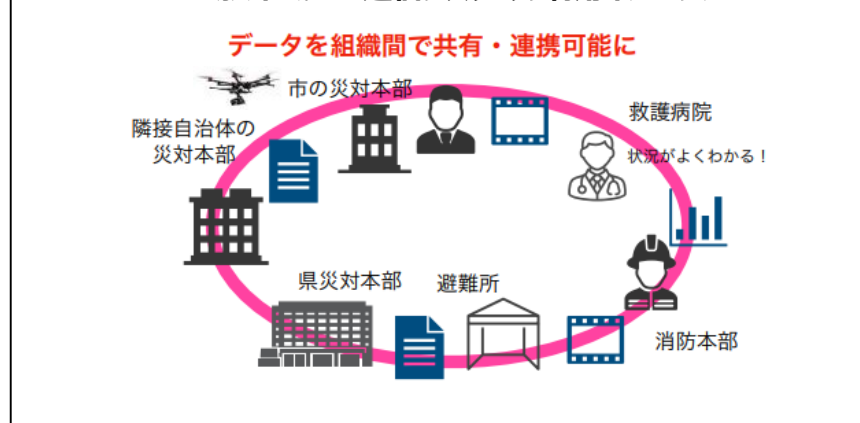 データを組織間で共有・連携可能に
市の災対本部
救護病院
隣接自治体の
災対本部
状況がよくわかる！
県災対本部
避難所
消防本部